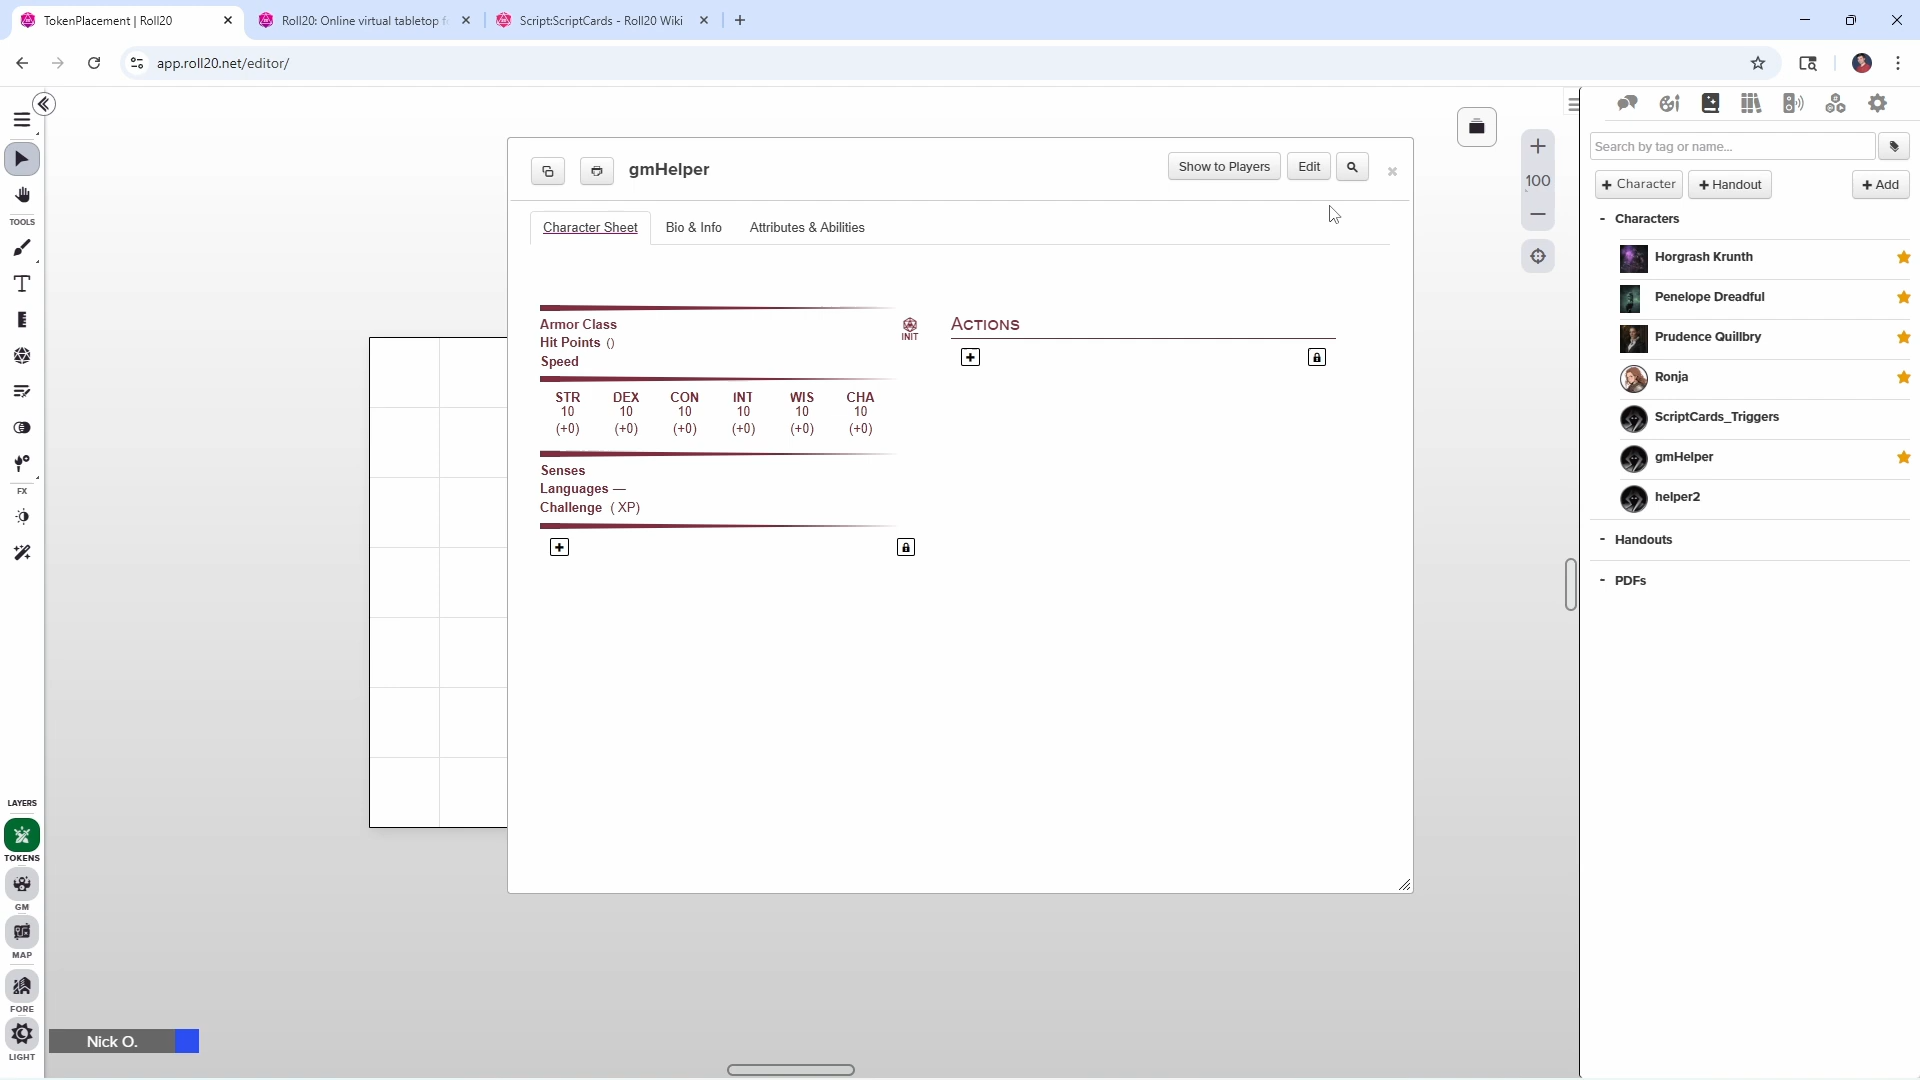 TokenPlacement | Roll20
Roll20: Online virtual tabletop f
Script:ScriptCards - Roll20 Wiki
app.roll20.net/editor/
TOOLS
FX
LAYERS
TOKENS
GM
MAP
FORE
LIGHT
Nick O.
gmHelper
Show to Players
Edit
Character Sheet
Bio & Info
Attributes & Abilities
Armor Class
Hit Points ()
Speed
INIT
STR DEX CON INT WIS CHA
10 10 10 10 10 10
(+0) (+0) (+0) (+0) (+0) (+0)
Senses
Languages —
Challenge ( XP)
Actions
100
Search by tag or name...
+ Character
+ Handout
+ Add
- Characters
Horgrash Krunth
Penelope Dreadful
Prudence Quillbry
Ronja
ScriptCards_Triggers
gmHelper
helper2
- Handouts
- PDFs